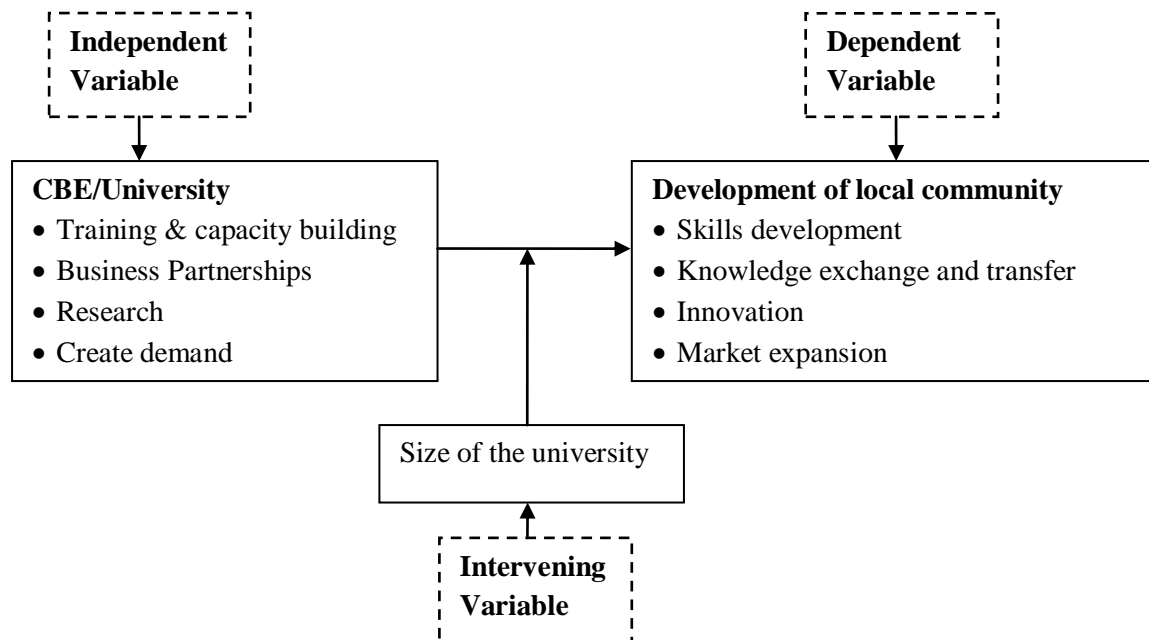 Independent
Variable
Dependent
Variable
CBE/University
• Training & capacity building
• Business Partnerships
• Research
• Create demand
Development of local community
• Skills development
• Knowledge exchange and transfer
• Innovation
• Market expansion
Size of the university
Intervening
Variable